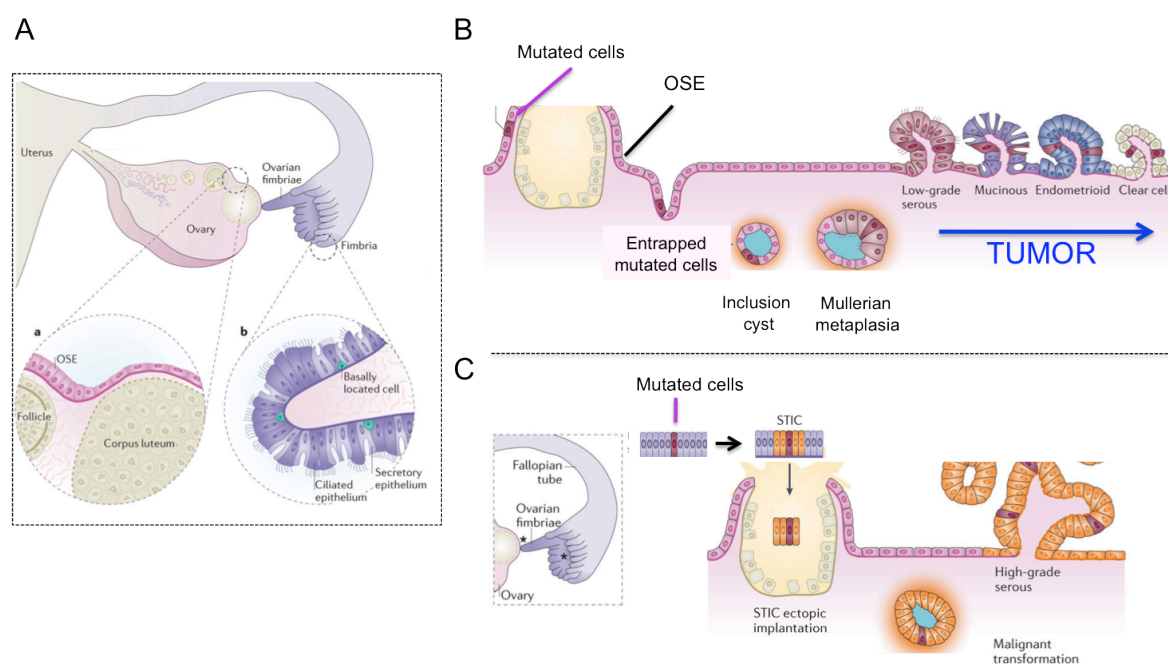 A
Uterus
Ovarian
fimbriae
Ovary
Fimbria
a
OSE
Follicle
Corpus luteum
b
Basally
located cell
Ciliated
epithelium
Secretory
epithelium
B
Mutated cells
OSE
Entrapped
mutated cells
Inclusion
cyst
Mullerian
metaplasia
Low-grade
serous
Mucinous
Endometrioid
Clear cel
TUMOR
C
Mutated cells
STIC
Fallopian
tube
Ovarian
fimbriae
*
*
Ovary
STIC ectopic
implantation
High-grade
serous
Malignant
transformation